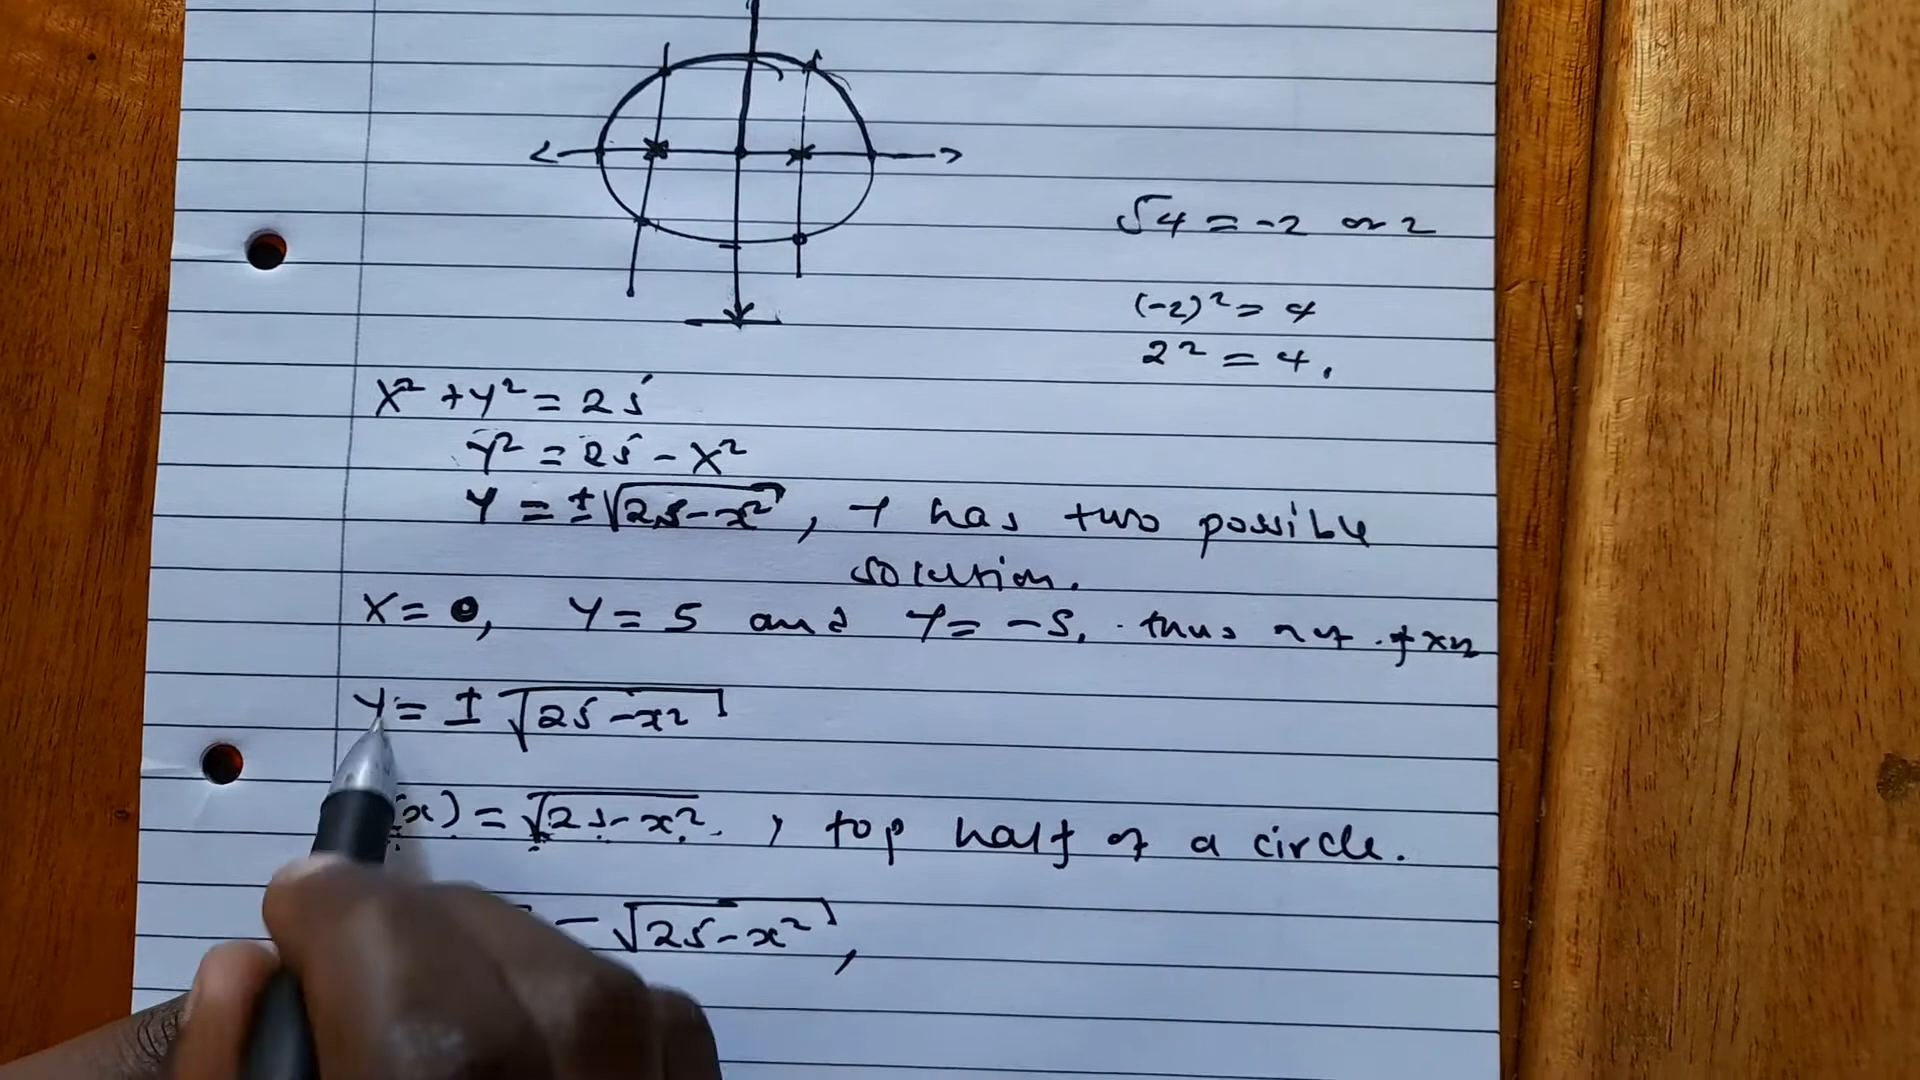 √4 = -2 or 2
(-2)² = 4
2² = 4.
x² + y² = 25
y² = 25 - x²
y = ±√25-x², y has two possible
solution.
x = 0, y = 5 and y = -5, thus not
y = ± √25-x²
(x) = √25-x², top half of a circle.
- √25-x²,